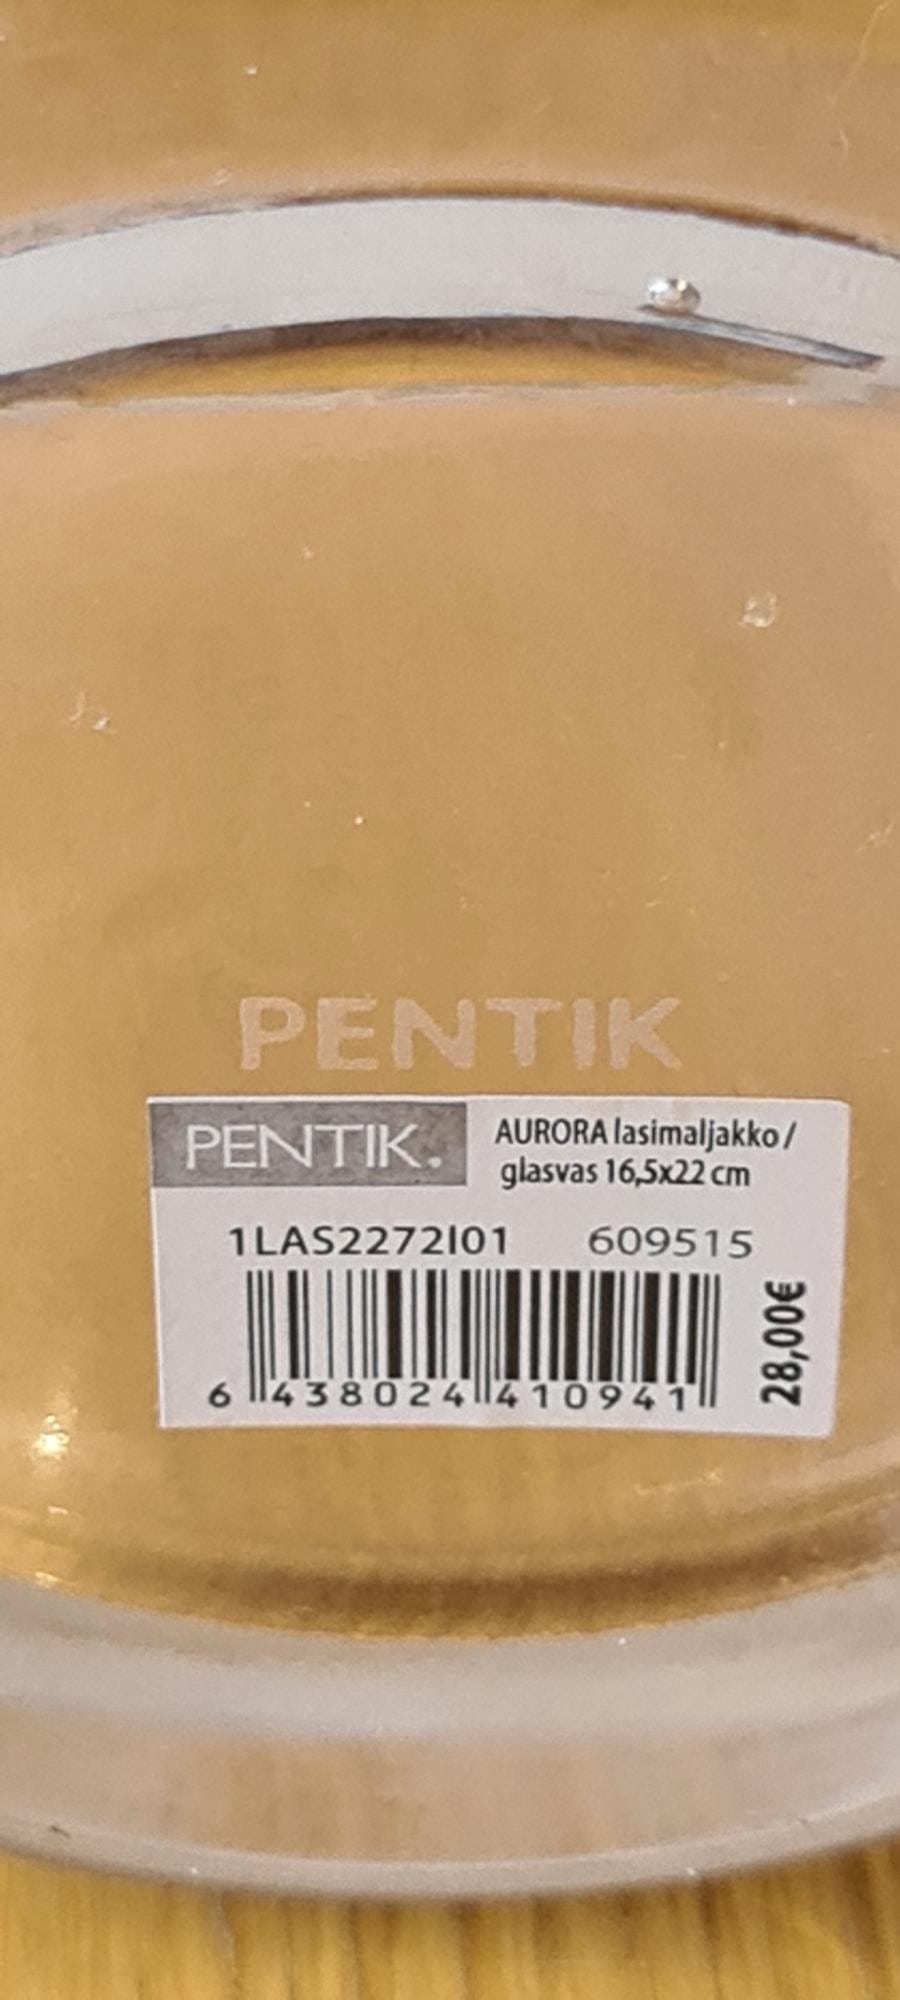 PENTIK
PENTIK.
AURORA lasimaljakko /
glasvas 16,5x22 cm
1LAS2272I01 609515
6 438024 410941
28,00€